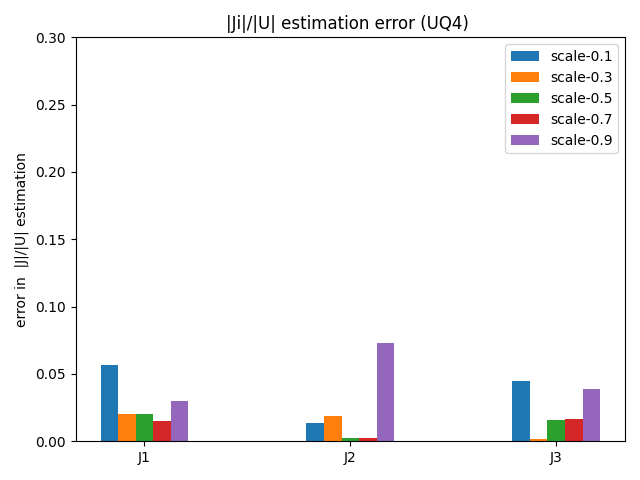 |Ji|/|U| estimation error (UQ4)
error in  |J|/|U| estimation
0.30
0.25
0.20
0.15
0.10
0.05
0.00
scale-0.1
scale-0.3
scale-0.5
scale-0.7
scale-0.9
J1
J2
J3